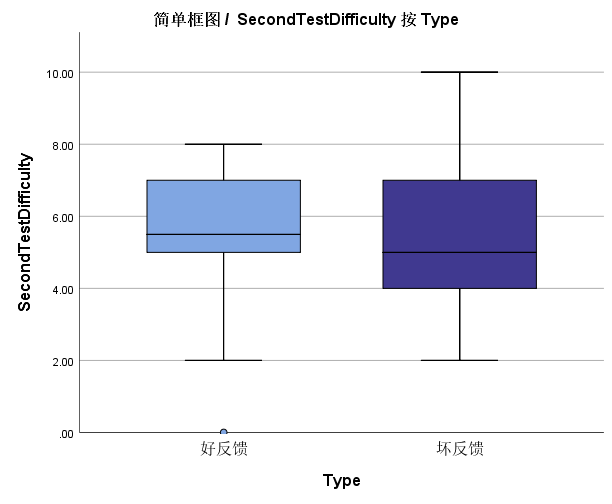 简单框图 / SecondTestDifficulty 按 Type
SecondTestDifficulty
10.00
8.00
6.00
4.00
2.00
.00
好反馈 坏反馈
Type